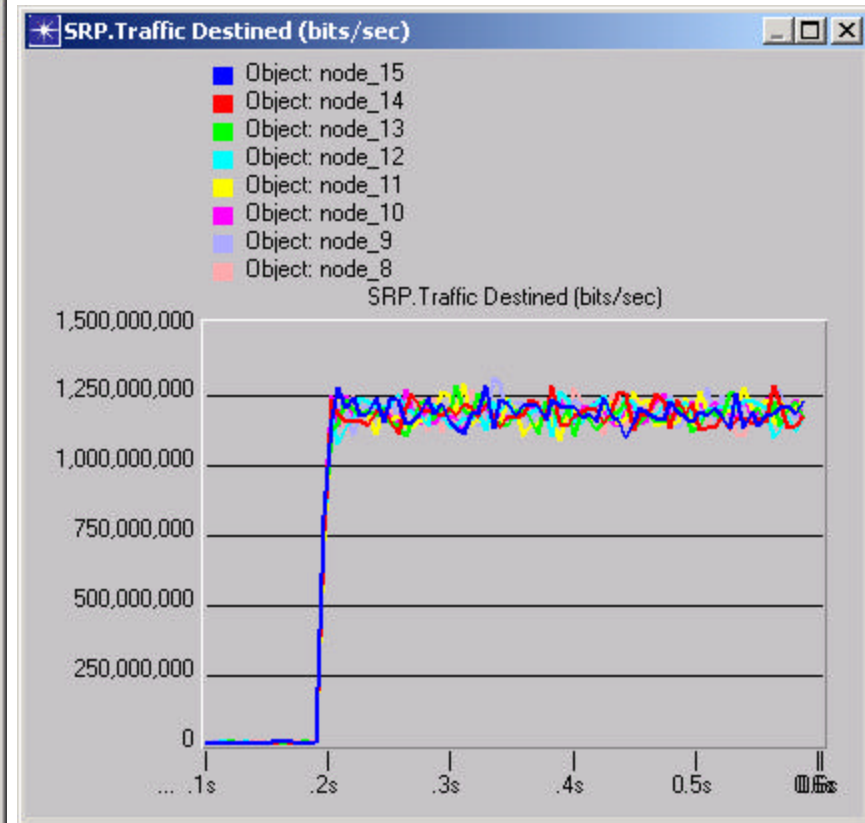 SRP.Traffic Destined (bits/sec)
Object: node_15
Object: node_14
Object: node_13
Object: node_12
Object: node_11
Object: node_10
Object: node_9
Object: node_8
SRP.Traffic Destined (bits/sec)
1,500,000,000
1,250,000,000
1,000,000,000
750,000,000
500,000,000
250,000,000
0
... .1s .2s .3s .4s 0.5s